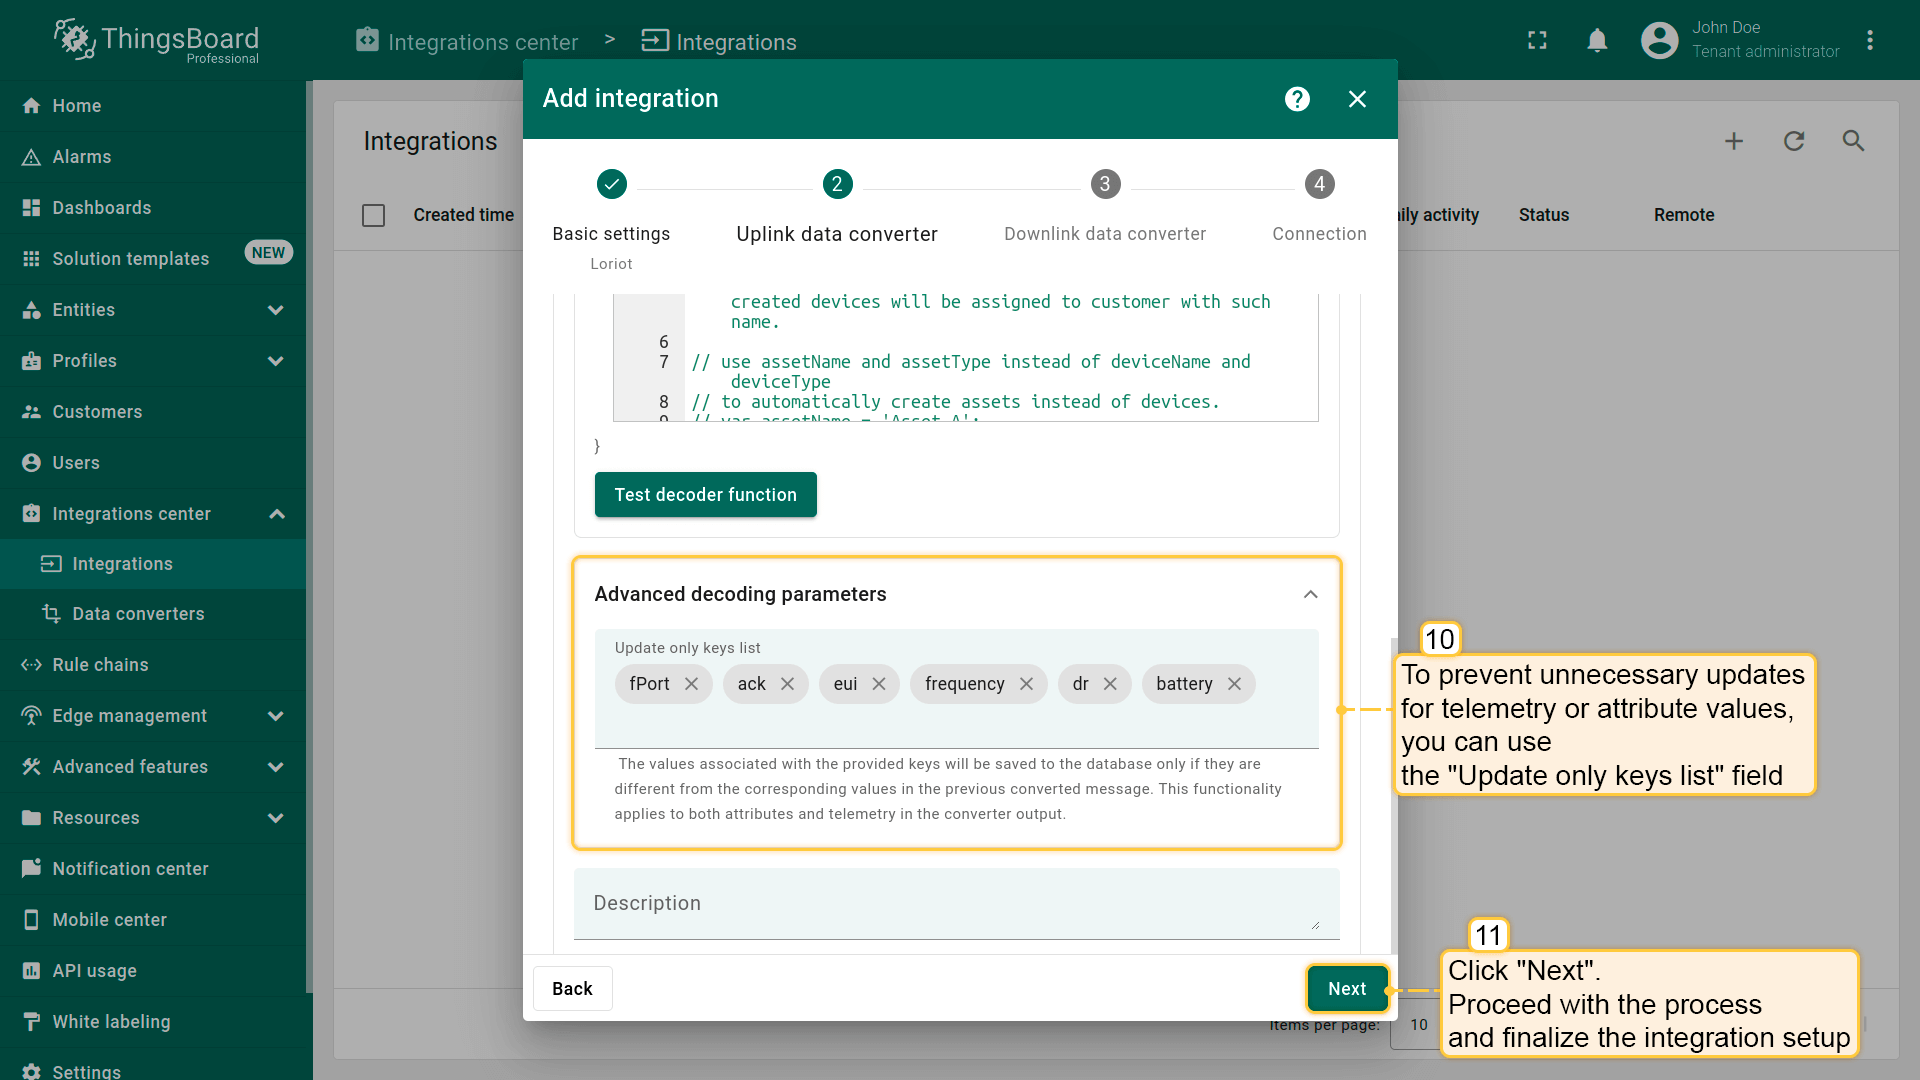 ThingsBoard
Professional
Integrations center > Integrations
John Doe
Tenant administrator
Home
Alarms
Dashboards
Solution templates NEW
Entities
Profiles
Customers
Users
Integrations center
Integrations
Data converters
Rule chains
Edge management
Advanced features
Resources
Notification center
Mobile center
API usage
White labeling
Settings
Integrations
Created time
ily activity
Status
Remote
Add integration
2
3
4
Basic settings
Loriot
Uplink data converter
Downlink data converter
Connection
created devices will be assigned to customer with such
name.
6
7 // use assetName and assetType instead of deviceName and
deviceType
8 // to automatically create assets instead of devices.
9 // var assetName = 'Asset A';
}
Test decoder function
Advanced decoding parameters
Update only keys list
fPort
ack
eui
frequency
dr
battery
The values associated with the provided keys will be saved to the database only if they are
different from the corresponding values in the previous converted message. This functionality
applies to both attributes and telemetry in the converter output.
Description
Back
Next
Items per page: 10
10
To prevent unnecessary updates
for telemetry or attribute values,
you can use
the "Update only keys list" field
11
Click "Next".
Proceed with the process
and finalize the integration setup